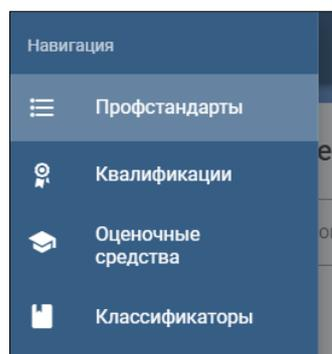 Навигация
Профстандарты
Квалификации
Оценочные
средства
Классификаторы